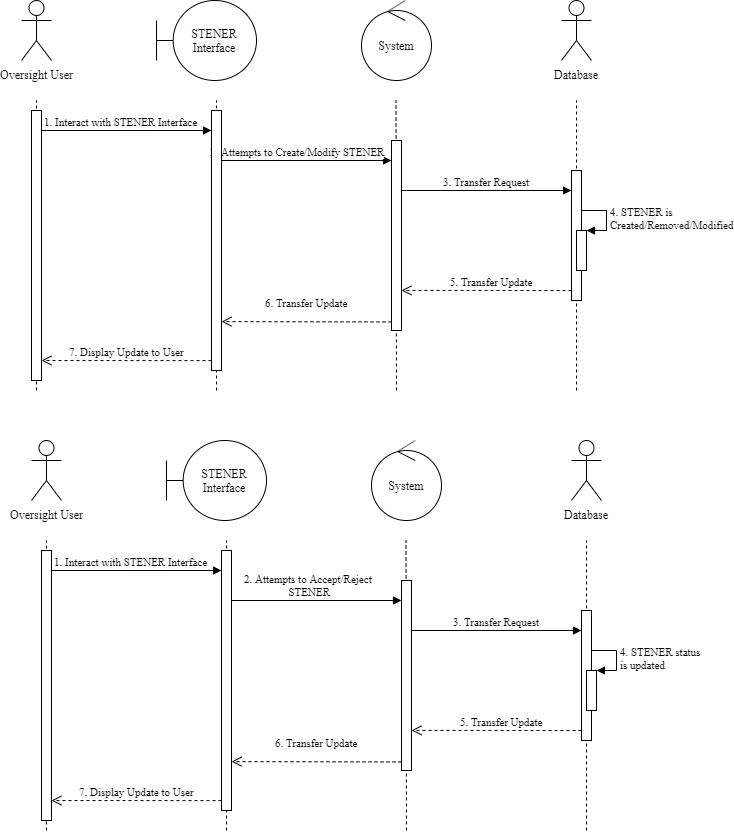 STENER
Interface
System
Oversight User
Database
1. Interact with STENER Interface
Attempts to Create/Modify STENER
3. Transfer Request
4. STENER is
Created/Removed/Modified
5. Transfer Update
6. Transfer Update
7. Display Update to User
STENER
Interface
System
Oversight User
Database
1. Interact with STENER Interface
2. Attempts to Accept/Reject
STENER
3. Transfer Request
4. STENER status
is updated
5. Transfer Update
6. Transfer Update
7. Display Update to User